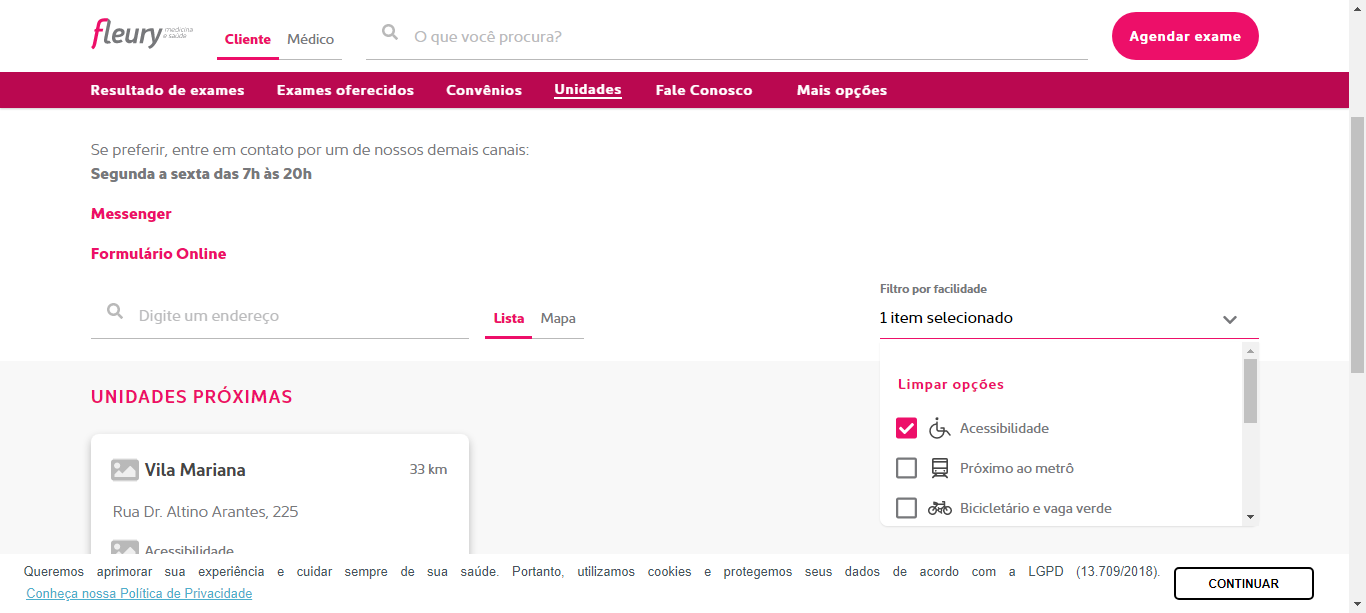 fleury medicina e saúde
Cliente Médico
O que você procura?
Agendar exame
Resultado de exames Exames oferecidos Convênios Unidades Fale Conosco Mais opções
Se preferir, entre em contato por um de nossos demais canais:
Segunda a sexta das 7h às 20h
Messenger
Formulário Online
Digite um endereço
Lista Mapa
Filtro por facilidade
1 item selecionado
Limpar opções
Acessibilidade
Próximo ao metrô
Bicicletário e vaga verde
UNIDADES PRÓXIMAS
Vila Mariana 33 km
Rua Dr. Altino Arantes, 225
Acessibilidade
Queremos aprimorar sua experiência e cuidar sempre de sua saúde. Portanto, utilizamos cookies e protegemos seus dados de acordo com a LGPD (13.709/2018).
Conheça nossa Política de Privacidade
CONTINUAR